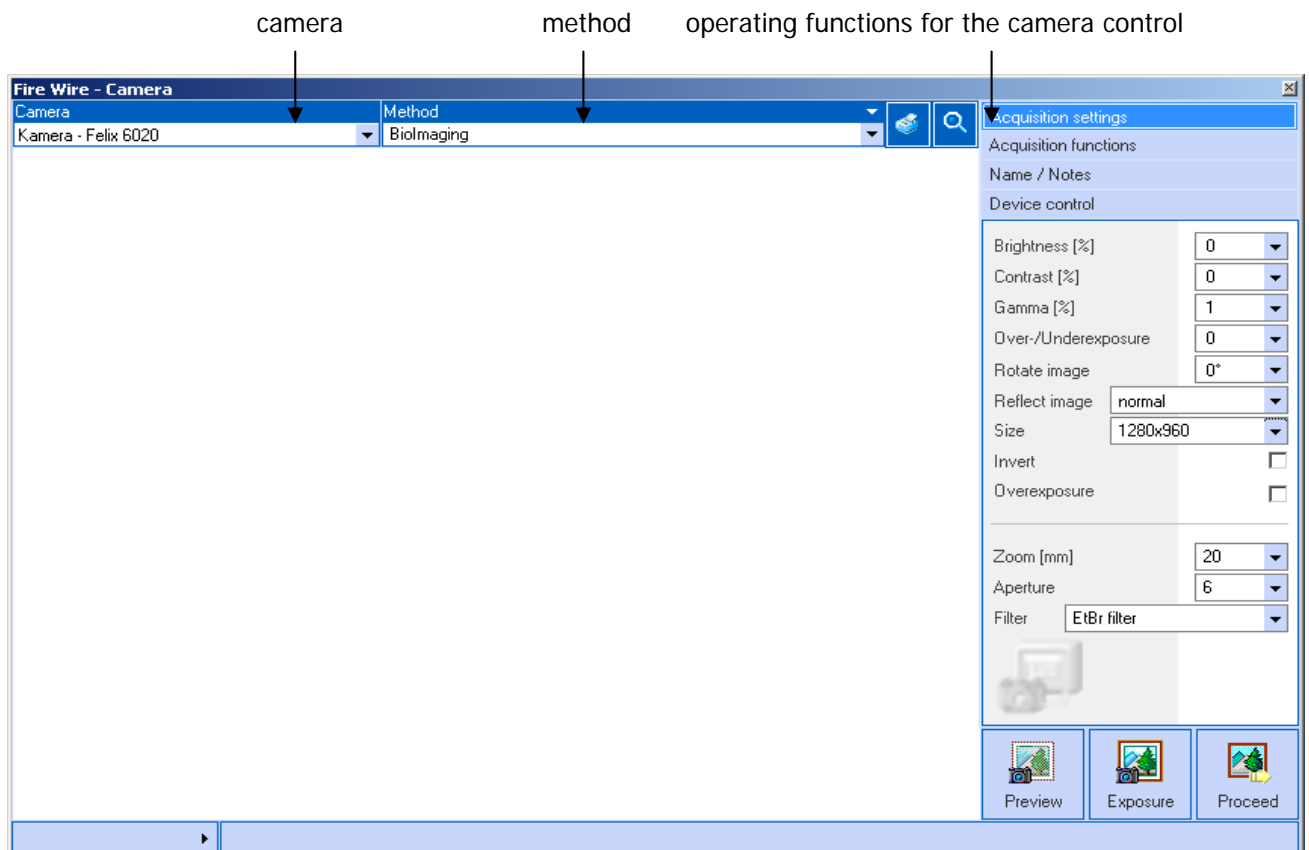 camera method operating functions for the camera control
Fire Wire - Camera
Camera Method
Kamera - Felix 6020 BioImaging
Acquisition settings
Acquisition functions
Name / Notes
Device control
Brightness [%] 0
Contrast [%] 0
Gamma [%] 1
Over-/Underexposure 0
Rotate image 0°
Reflect image normal
Size 1280x960
Invert
Overexposure
Zoom [mm] 20
Aperture 6
Filter EtBr filter
Preview Exposure Proceed